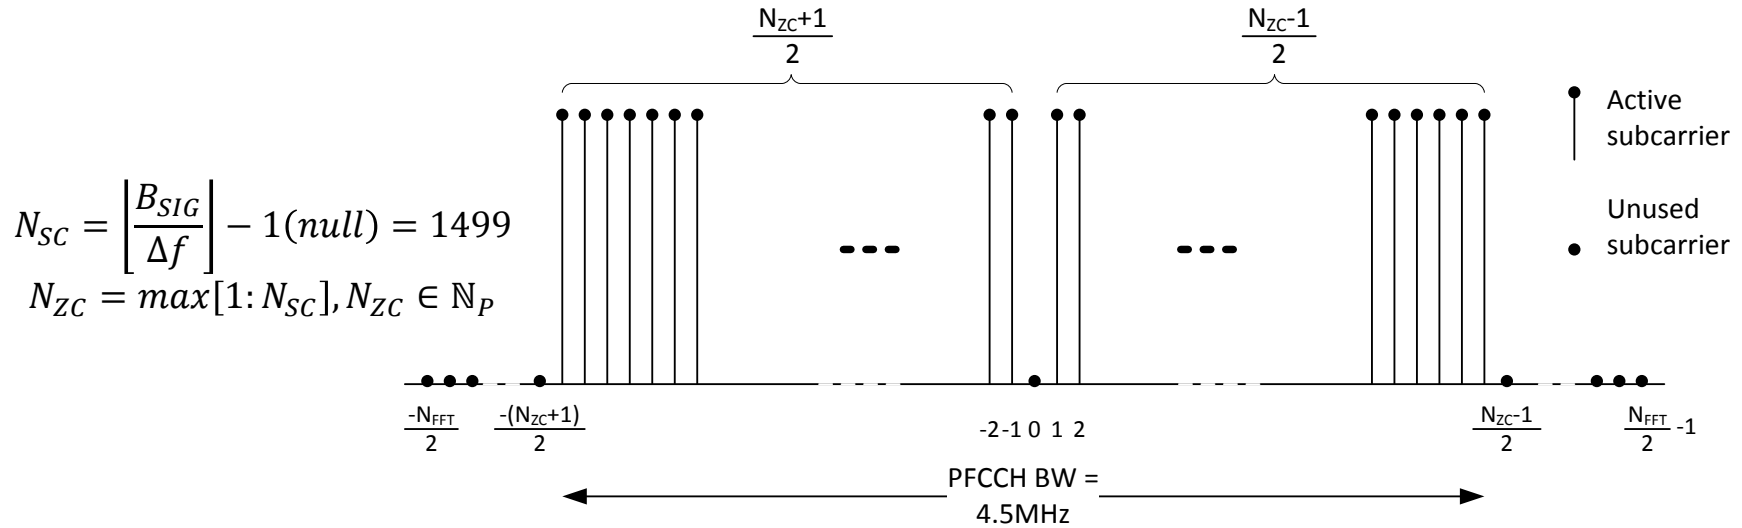 N_ZC+1
2
N_ZC-1
2
Active
subcarrier
Unused
subcarrier
N_SC = ⌊B_SIG/Δf⌋ − 1(null) = 1499
N_ZC = max[1: N_SC], N_ZC ∈ ℕ_P
-N_FFT
2
-(N_ZC+1)
2
-2 -1 0 1 2
N_ZC-1
2
N_FFT
2 -1
PFCCH BW =
4.5MHz